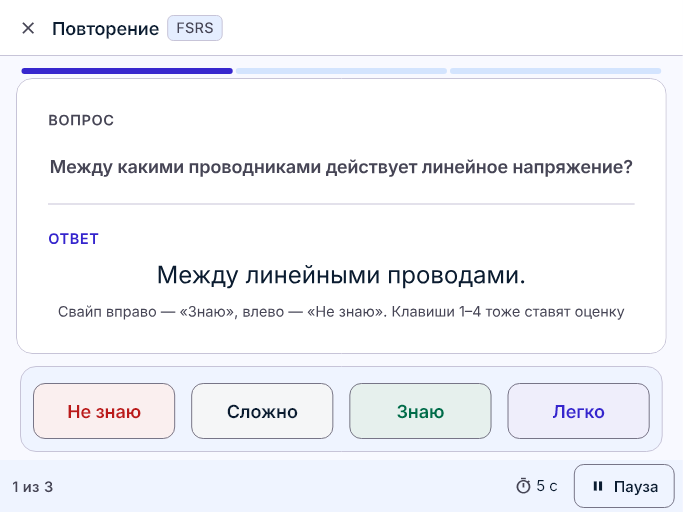 Повторение FSRS
ВОПРОС
Между какими проводниками действует линейное напряжение?
ОТВЕТ
Между линейными проводами.
Свайп вправо — «Знаю», влево — «Не знаю». Клавиши 1–4 тоже ставят оценку
Не знаю Сложно Знаю Легко
1 из 3 5 с Пауза